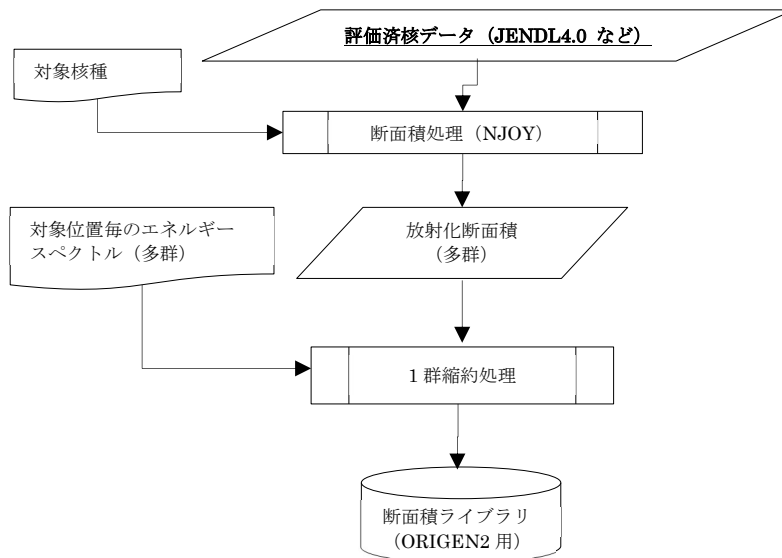 評価済核データ（JENDL4.0 など）
対象核種
断面積処理（NJOY）
対象位置毎のエネルギー
スペクトル（多群）
放射化断面積
（多群）
1 群縮約処理
断面積ライブラリ
（ORIGEN2 用）